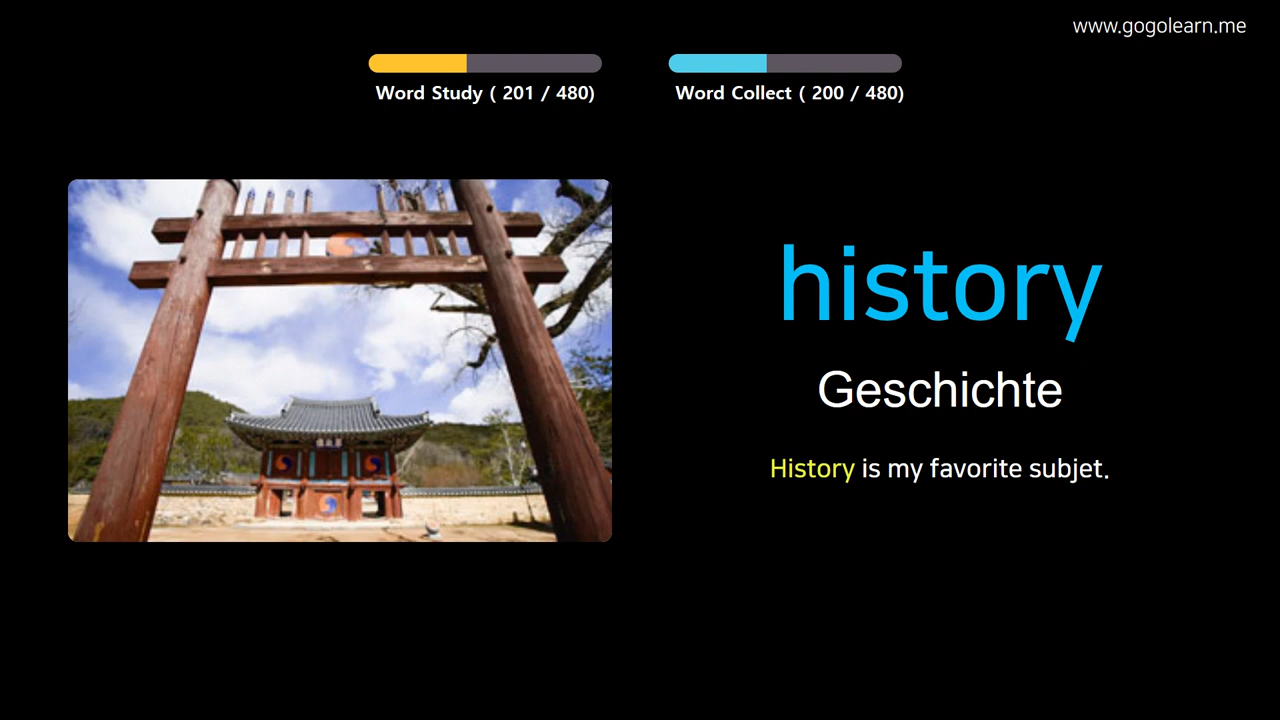 www.gogolearn.me
Word Study ( 201 / 480)
Word Collect ( 200 / 480)
history
Geschichte
History is my favorite subjet.